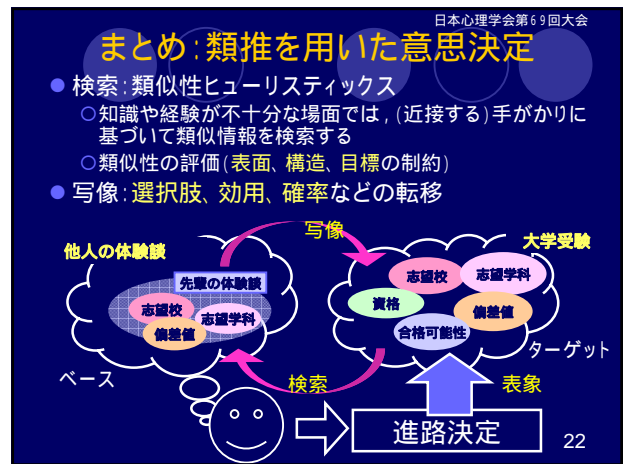 日本心理学会第69回大会
まとめ:類推を用いた意思決定
検索:類似性ヒューリスティックス
知識や経験が不十分な場面では,(近接する)手がかりに
基づいて類似情報を検索する
類似性の評価(表面、構造、目標の制約)
写像:選択肢、効用、確率などの転移
写像
他人の体験談
大学受験
先輩の体験談
志望校
志望学科
偏差値
志望校
志望学科
資格
偏差値
合格可能性
ターゲット
ベース
検索
表象
進路決定
22